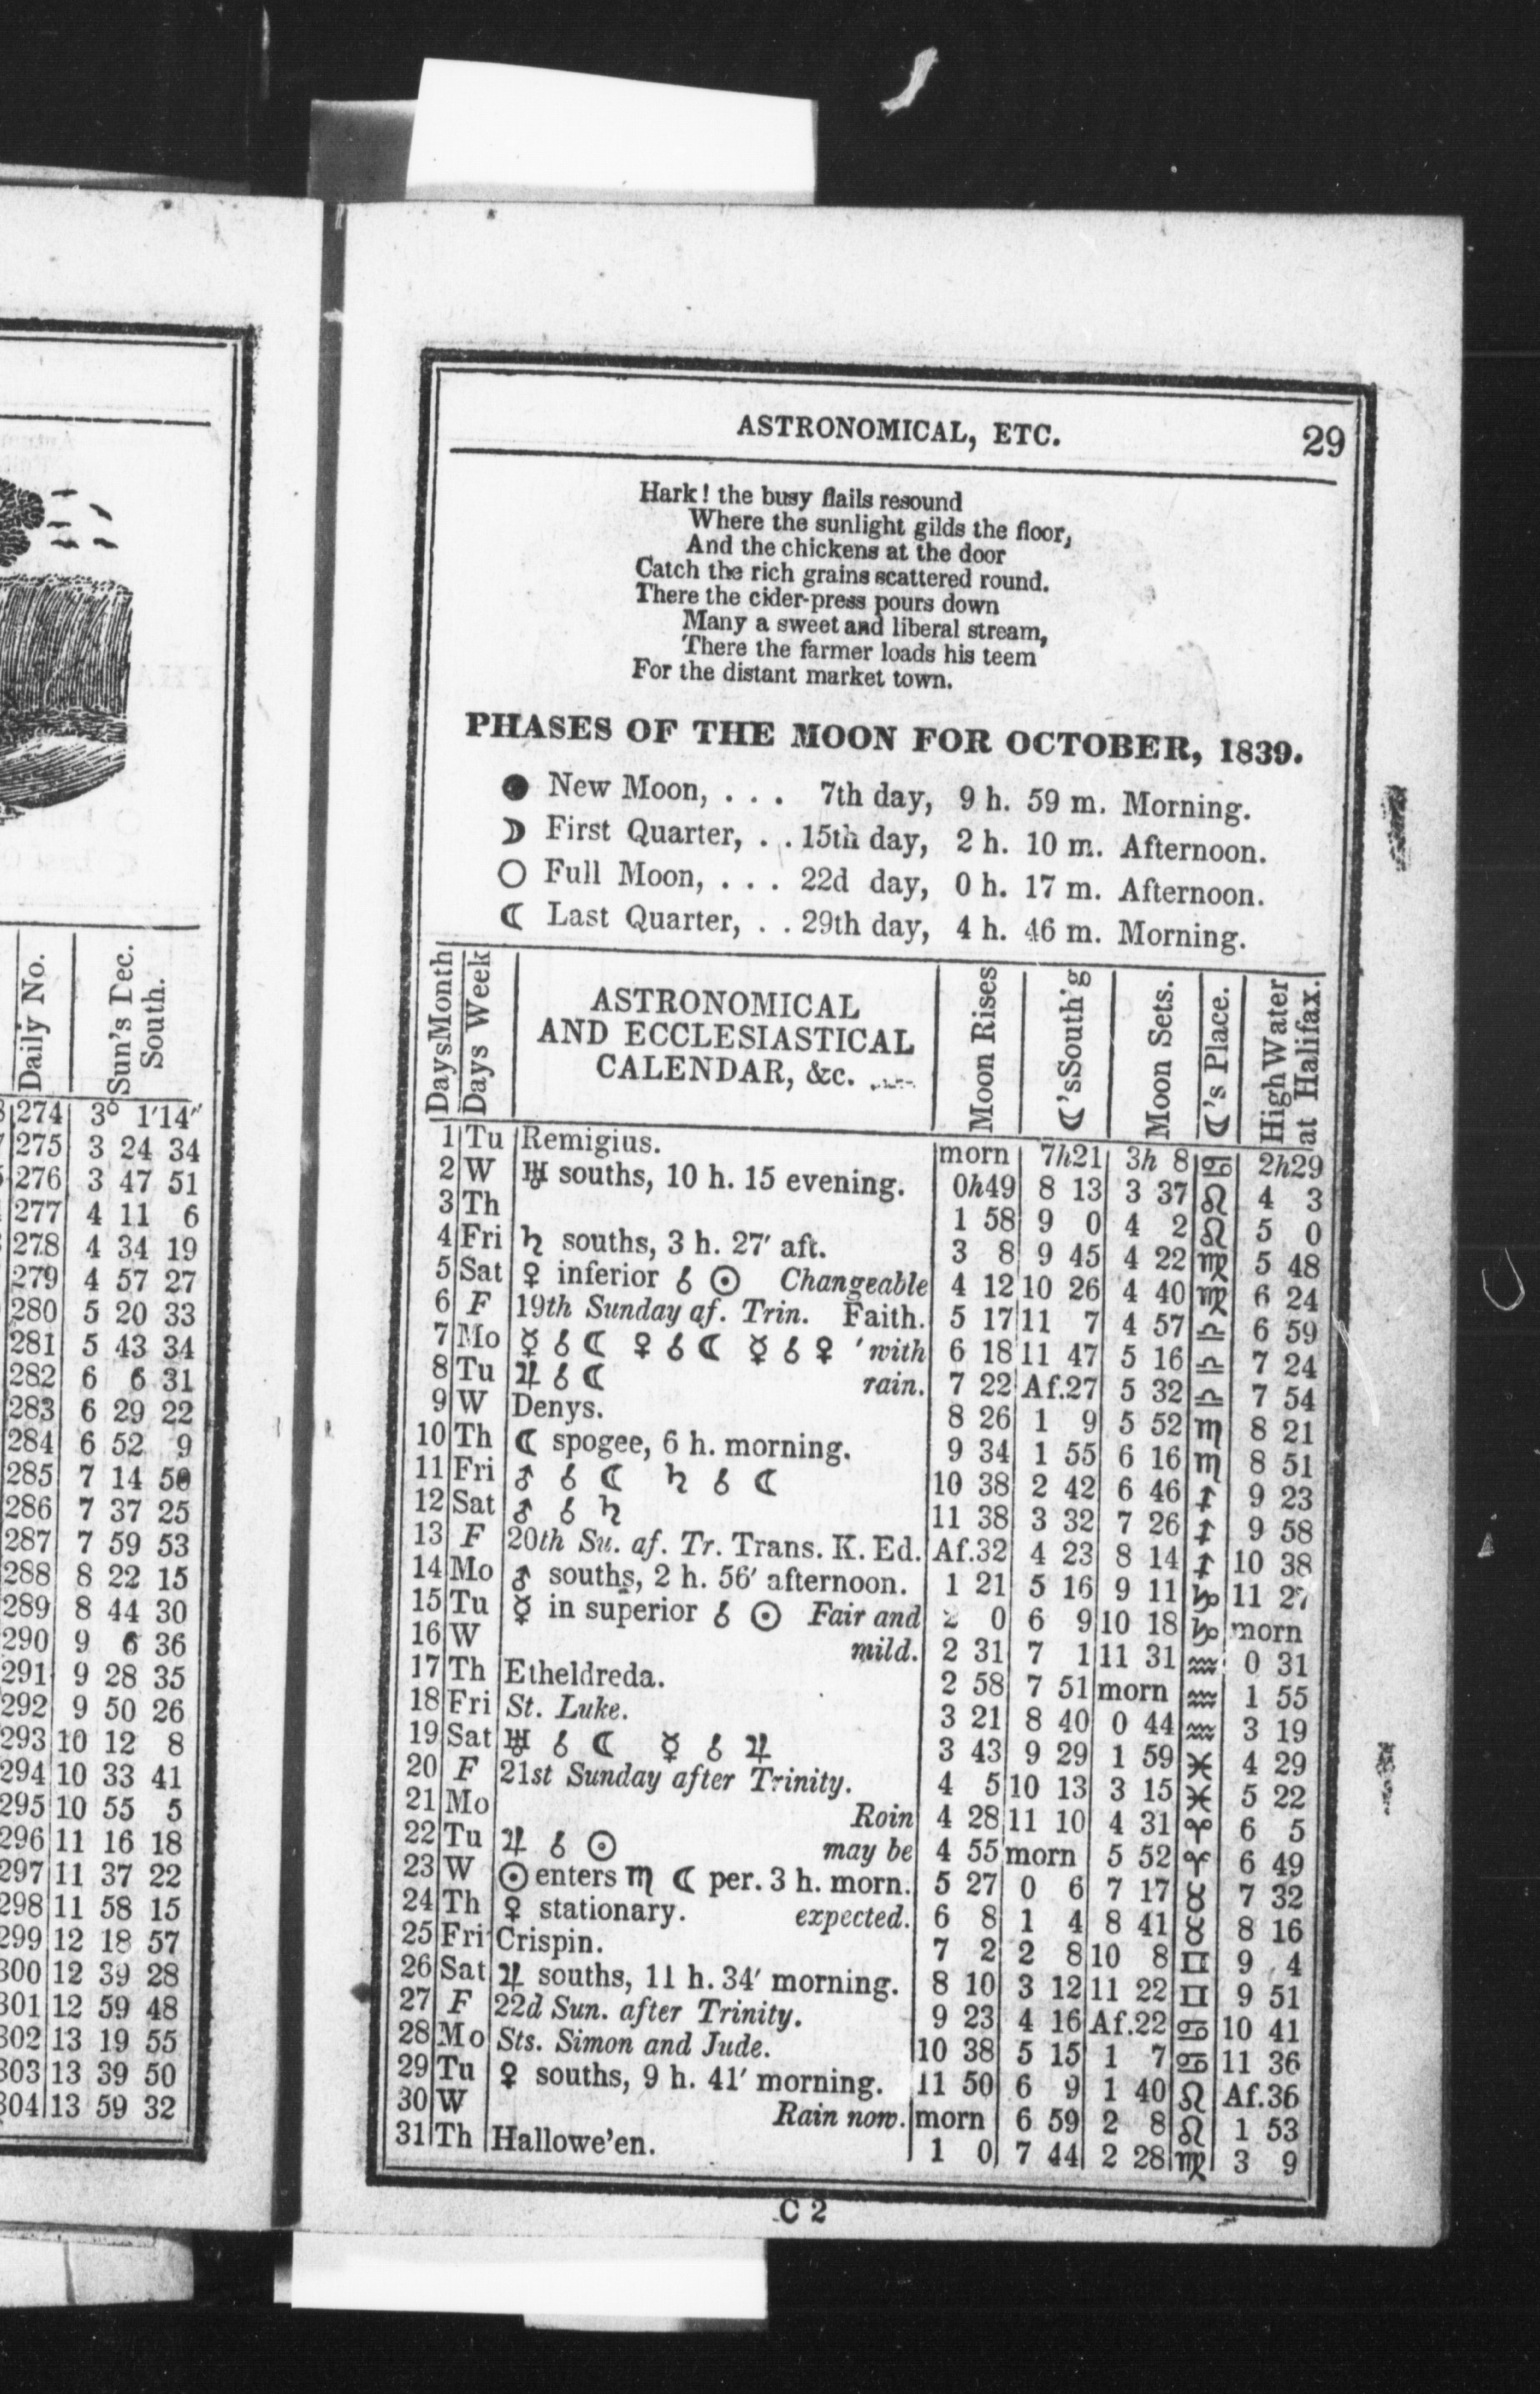 Daily No.
Sun's Dec.
South.
274 3° 1′14″
275 3 24 34
276 3 47 51
277 4 11 6
278 4 34 19
279 4 57 27
280 5 20 33
281 5 43 34
282 6 6 31
283 6 29 22
284 6 52 9
285 7 14 50
286 7 37 25
287 7 59 53
288 8 22 15
289 8 44 30
290 9 6 36
291 9 28 35
292 9 50 26
293 10 12 8
294 10 33 41
295 10 55 5
296 11 16 18
297 11 37 22
298 11 58 15
299 12 18 57
300 12 39 28
301 12 59 48
302 13 19 55
303 13 39 50
304 13 59 32
ASTRONOMICAL, ETC. 29
Hark! the busy flails resound
Where the sunlight gilds the floor,
And the chickens at the door
Catch the rich grains scattered round.
There the cider-press pours down
Many a sweet and liberal stream,
There the farmer loads his teem
For the distant market town.
PHASES OF THE MOON FOR OCTOBER, 1839.
● New Moon, . . . 7th day, 9 h. 59 m. Morning.
☽ First Quarter, . . 15th day, 2 h. 10 m. Afternoon.
○ Full Moon, . . . 22d day, 0 h. 17 m. Afternoon.
☾ Last Quarter, . . 29th day, 4 h. 46 m. Morning.
Days Month
Days Week
ASTRONOMICAL
AND ECCLESIASTICAL
CALENDAR, &c.
Moon Rises
☾'s South'g
Moon Sets.
☾'s Place.
High Water
at Halifax.
1 Tu Remigius. morn 7h21 3h 8 ♋ 2h29
2 W ♅ souths, 10 h. 15 evening. 0h49 8 13 3 37 ♌ 4 3
3 Th 1 58 9 0 4 2 ♌ 5 0
4 Fri ♄ souths, 3 h. 27′ aft. 3 8 9 45 4 22 ♍ 5 48
5 Sat ♀ inferior ☌ ☉ Changeable 4 12 10 26 4 40 ♍ 6 24
6 F 19th Sunday af. Trin. Faith. 5 17 11 7 4 57 ♎ 6 59
7 Mo ☿ ☌ ☾ ♀ ☌ ☾ ☿ ☌ ♀ ' with 6 18 11 47 5 16 ♎ 7 24
8 Tu ♃ ☌ ☾ rain. 7 22 Af.27 5 32 ♎ 7 54
9 W Denys. 8 26 1 9 5 52 ♏ 8 21
10 Th ☾ spogee, 6 h. morning. 9 34 1 55 6 16 ♏ 8 51
11 Fri ♂ ☌ ☾ ♄ ☌ ☾ 10 38 2 42 6 46 ♐ 9 23
12 Sat ♂ ☌ ♄ 11 38 3 32 7 26 ♐ 9 58
13 F 20th Su. af. Tr. Trans. K. Ed. Af.32 4 23 8 14 ♐ 10 38
14 Mo ♂ souths, 2 h. 56′ afternoon. 1 21 5 16 9 11 ♑ 11 27
15 Tu ☿ in superior ☌ ☉ Fair and 2 0 6 9 10 18 ♑ morn
16 W mild. 2 31 7 1 11 31 ♒ 0 31
17 Th Etheldreda. 2 58 7 51 morn ♒ 1 55
18 Fri St. Luke. 3 21 8 40 0 44 ♒ 3 19
19 Sat ♅ ☌ ☾ ☿ ☌ ♃ 3 43 9 29 1 59 ♓ 4 29
20 F 21st Sunday after Trinity. 4 5 10 13 3 15 ♓ 5 22
21 Mo Roin 4 28 11 10 4 31 ♈ 6 5
22 Tu ♃ ☌ ☉ may be 4 55 morn 5 52 ♈ 6 49
23 W ☉ enters ♏ ☾ per. 3 h. morn. 5 27 0 6 7 17 ♉ 7 32
24 Th ♀ stationary. expected. 6 8 1 4 8 41 ♉ 8 16
25 Fri Crispin. 7 2 2 8 10 8 ♊ 9 4
26 Sat ♃ souths, 11 h. 34′ morning. 8 10 3 12 11 22 ♊ 9 51
27 F 22d Sun. after Trinity. 9 23 4 16 Af.22 ♋ 10 41
28 Mo Sts. Simon and Jude. 10 38 5 15 1 7 ♋ 11 36
29 Tu ♀ souths, 9 h. 41′ morning. 11 50 6 9 1 40 ♌ Af.36
30 W Rain now. morn 6 59 2 8 ♌ 1 53
31 Th Hallowe'en. 1 0 7 44 2 28 ♍ 3 9
C 2